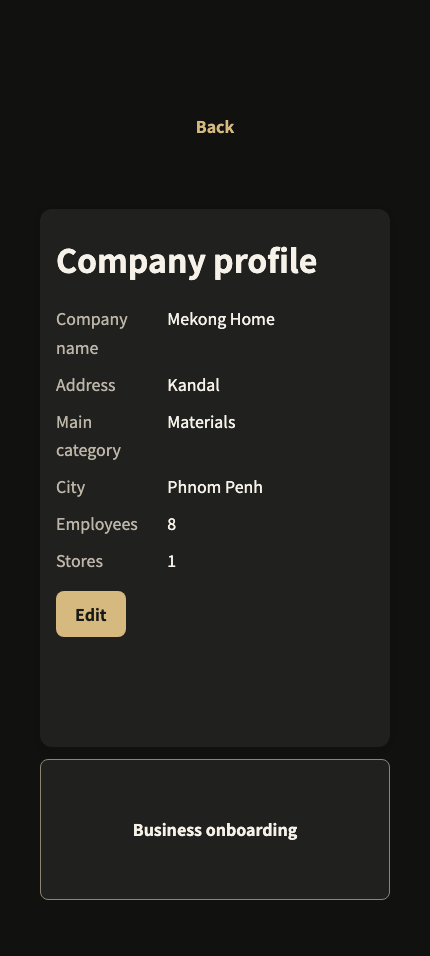 Back
Company profile
Company name Mekong Home
Address Kandal
Main category Materials
City Phnom Penh
Employees 8
Stores 1
Edit
Business onboarding